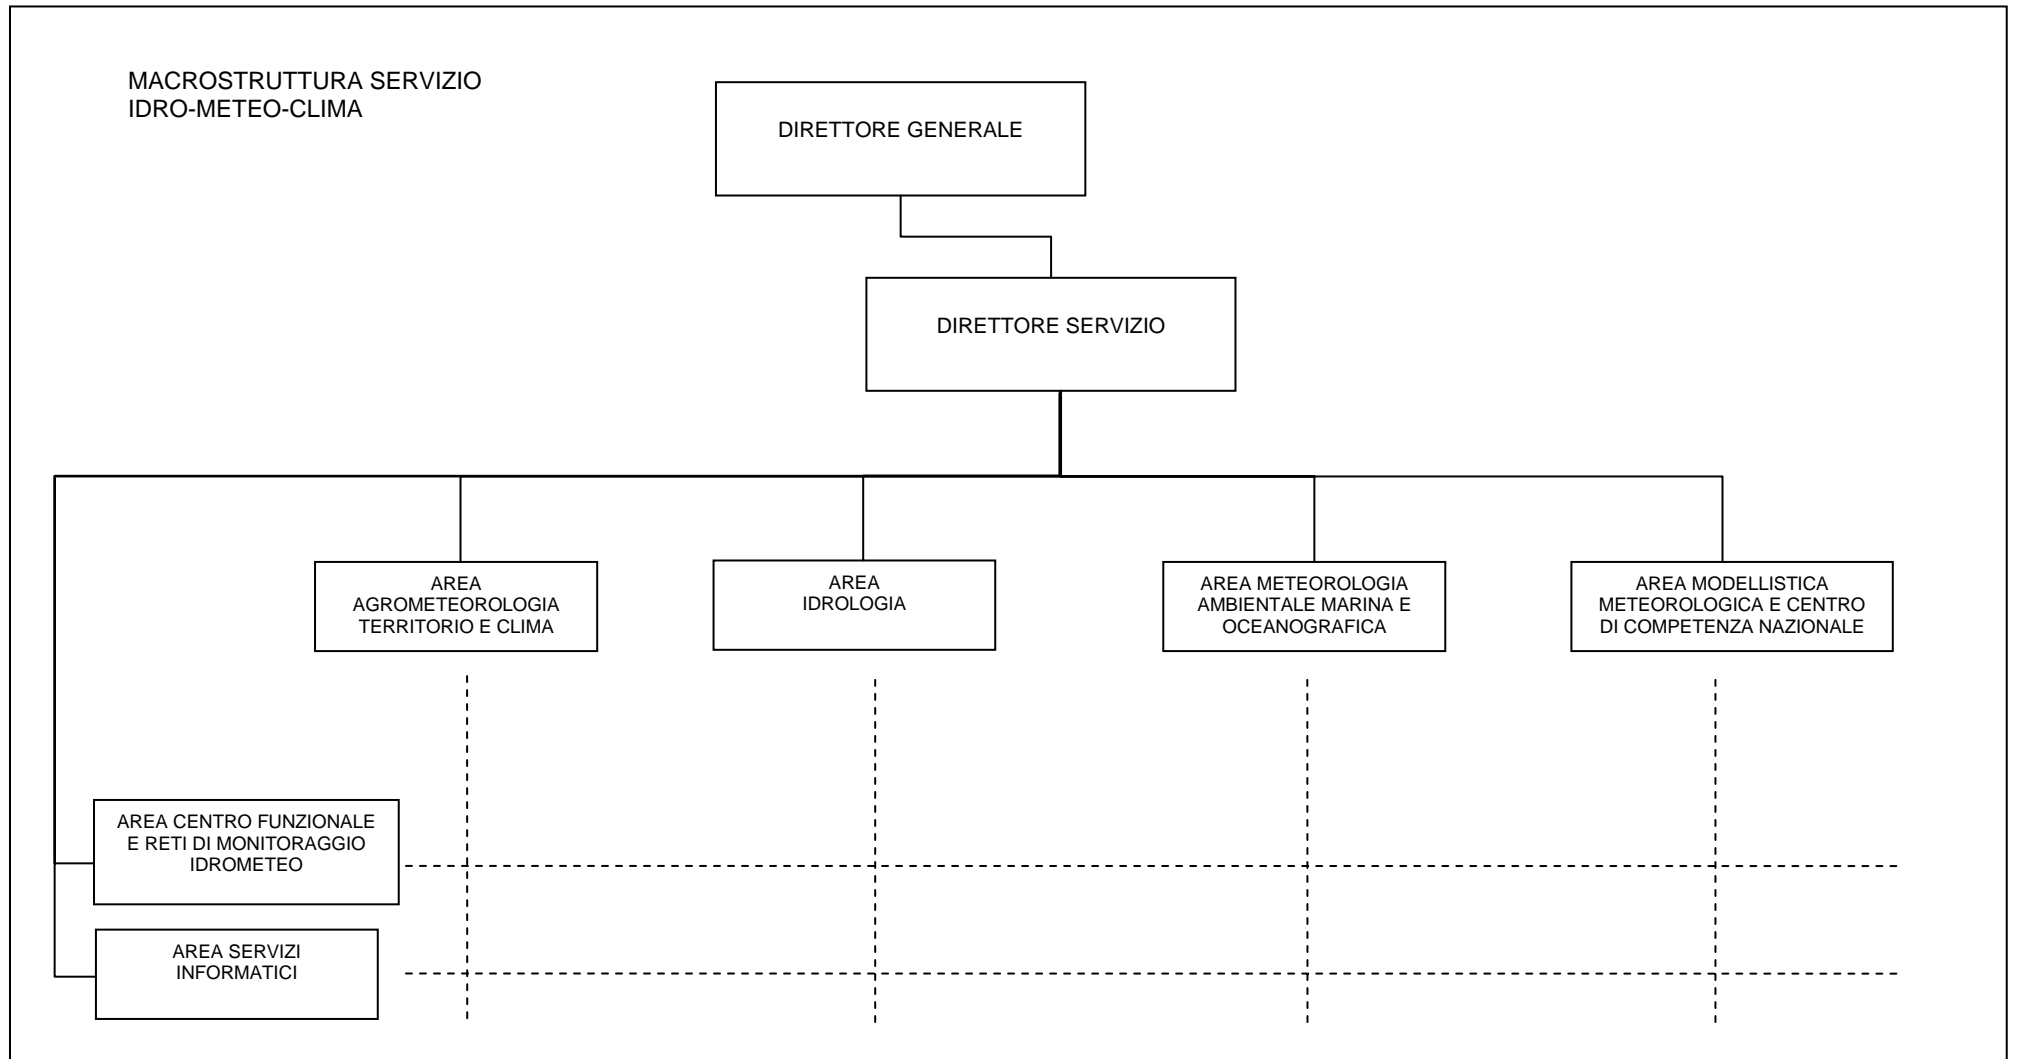 MACROSTRUTTURA SERVIZIO
IDRO-METEO-CLIMA
DIRETTORE GENERALE
DIRETTORE SERVIZIO
AREA
AGROMETEOROLOGIA
TERRITORIO E CLIMA
AREA
IDROLOGIA
AREA METEOROLOGIA
AMBIENTALE MARINA E
OCEANOGRAFICA
AREA MODELLISTICA
METEOROLOGICA E CENTRO
DI COMPETENZA NAZIONALE
AREA CENTRO FUNZIONALE
E RETI DI MONITORAGGIO
IDROMETEO
AREA SERVIZI
INFORMATICI